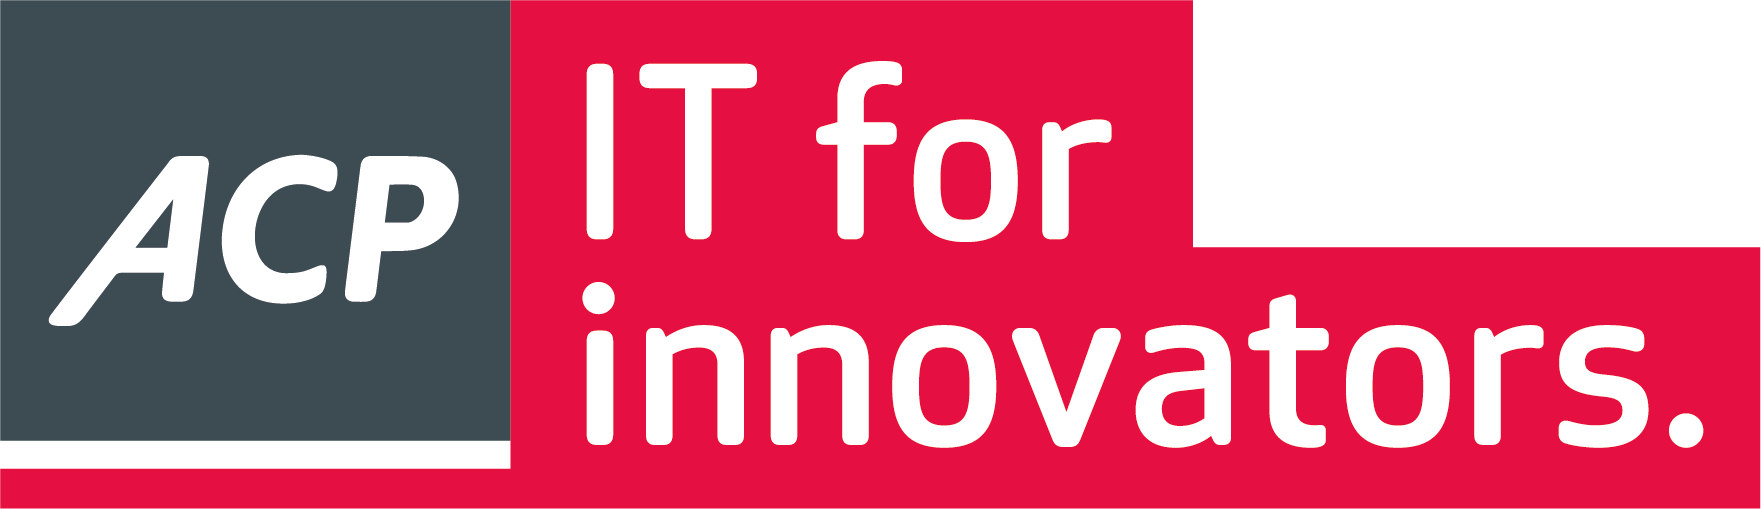 ACP
IT for
innovators.